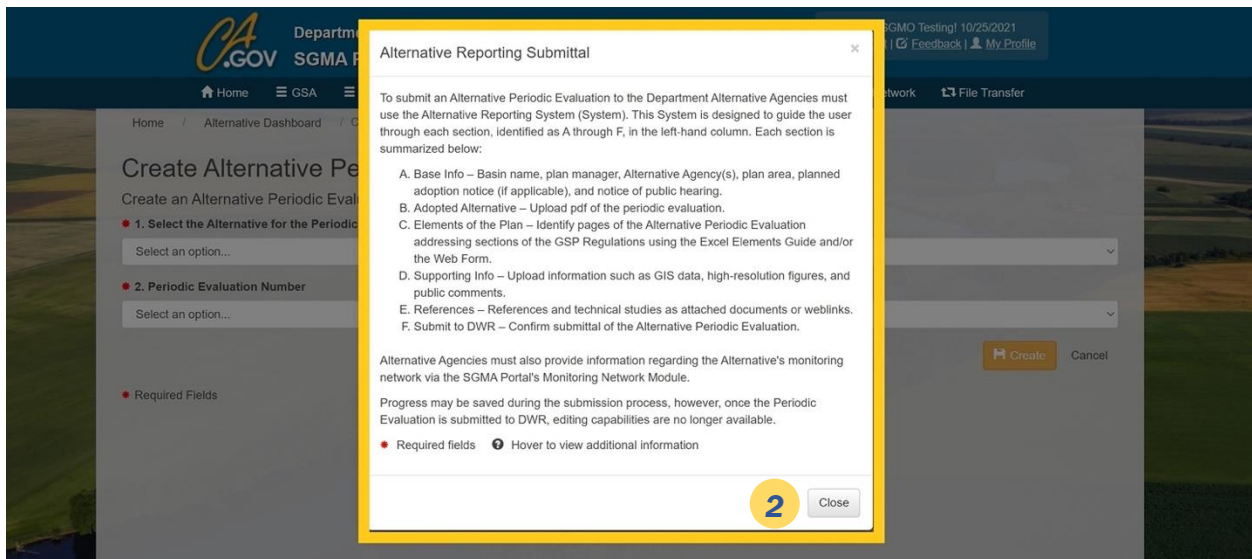 CA
.GOV
Departme
SGMA P
SGMO Testing! 10/25/2021
| Feedback | My Profile
Home GSA
etwork File Transfer
Home / Alternative Dashboard / C
Create Alternative Pe
Create an Alternative Periodic Eval
1. Select the Alternative for the Periodic
Select an option...
2. Periodic Evaluation Number
Select an option...
Create Cancel
Required Fields
Alternative Reporting Submittal ×
To submit an Alternative Periodic Evaluation to the Department Alternative Agencies must
use the Alternative Reporting System (System). This System is designed to guide the user
through each section, identified as A through F, in the left-hand column. Each section is
summarized below:
A. Base Info – Basin name, plan manager, Alternative Agency(s), plan area, planned
adoption notice (if applicable), and notice of public hearing.
B. Adopted Alternative – Upload pdf of the periodic evaluation.
C. Elements of the Plan – Identify pages of the Alternative Periodic Evaluation
addressing sections of the GSP Regulations using the Excel Elements Guide and/or
the Web Form.
D. Supporting Info – Upload information such as GIS data, high-resolution figures, and
public comments.
E. References – References and technical studies as attached documents or weblinks.
F. Submit to DWR – Confirm submittal of the Alternative Periodic Evaluation.
Alternative Agencies must also provide information regarding the Alternative's monitoring
network via the SGMA Portal's Monitoring Network Module.
Progress may be saved during the submission process, however, once the Periodic
Evaluation is submitted to DWR, editing capabilities are no longer available.
Required fields Hover to view additional information
2 Close